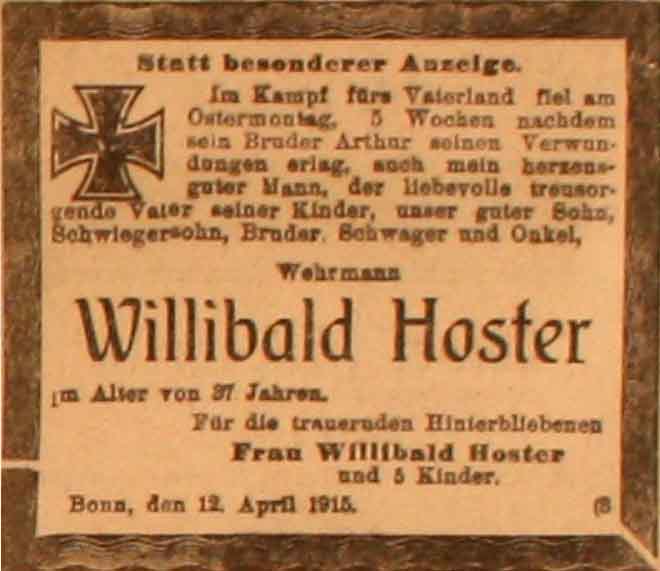 Statt besonderer Anzeige.
Im Kampf fürs Vaterland fiel am
Ostermontag, 5 Wochen nachdem
sein Bruder Arthur seinen Verwun-
dungen erlag, auch mein herzens-
guter Mann, der liebevolle treusor-
gende Vater seiner Kinder, unser guter Sohn,
Schwiegersohn, Bruder, Schwager und Onkel,
Wehrmann
Willibald Hoster
im Alter von 37 Jahren.
Für die trauernden Hinterbliebenen
Frau Willibald Hoster
und 5 Kinder.
Bonn, den 12. April 1915. (8